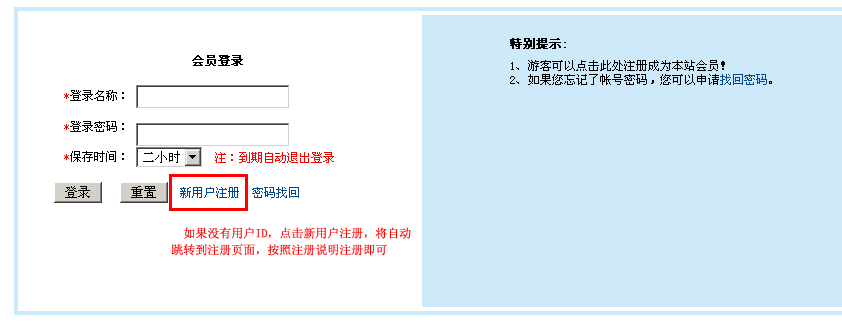 会员登录
*登录名称：
*登录密码：
*保存时间： 二小时 注：到期自动退出登录
登录 重置 新用户注册 密码找回
如果没有用户ID，点击新用户注册，将自动
跳转到注册页面，按照注册说明注册即可
特别提示:
1、游客可以点击此处注册成为本站会员！
2、如果您忘记了帐号密码，您可以申请找回密码。